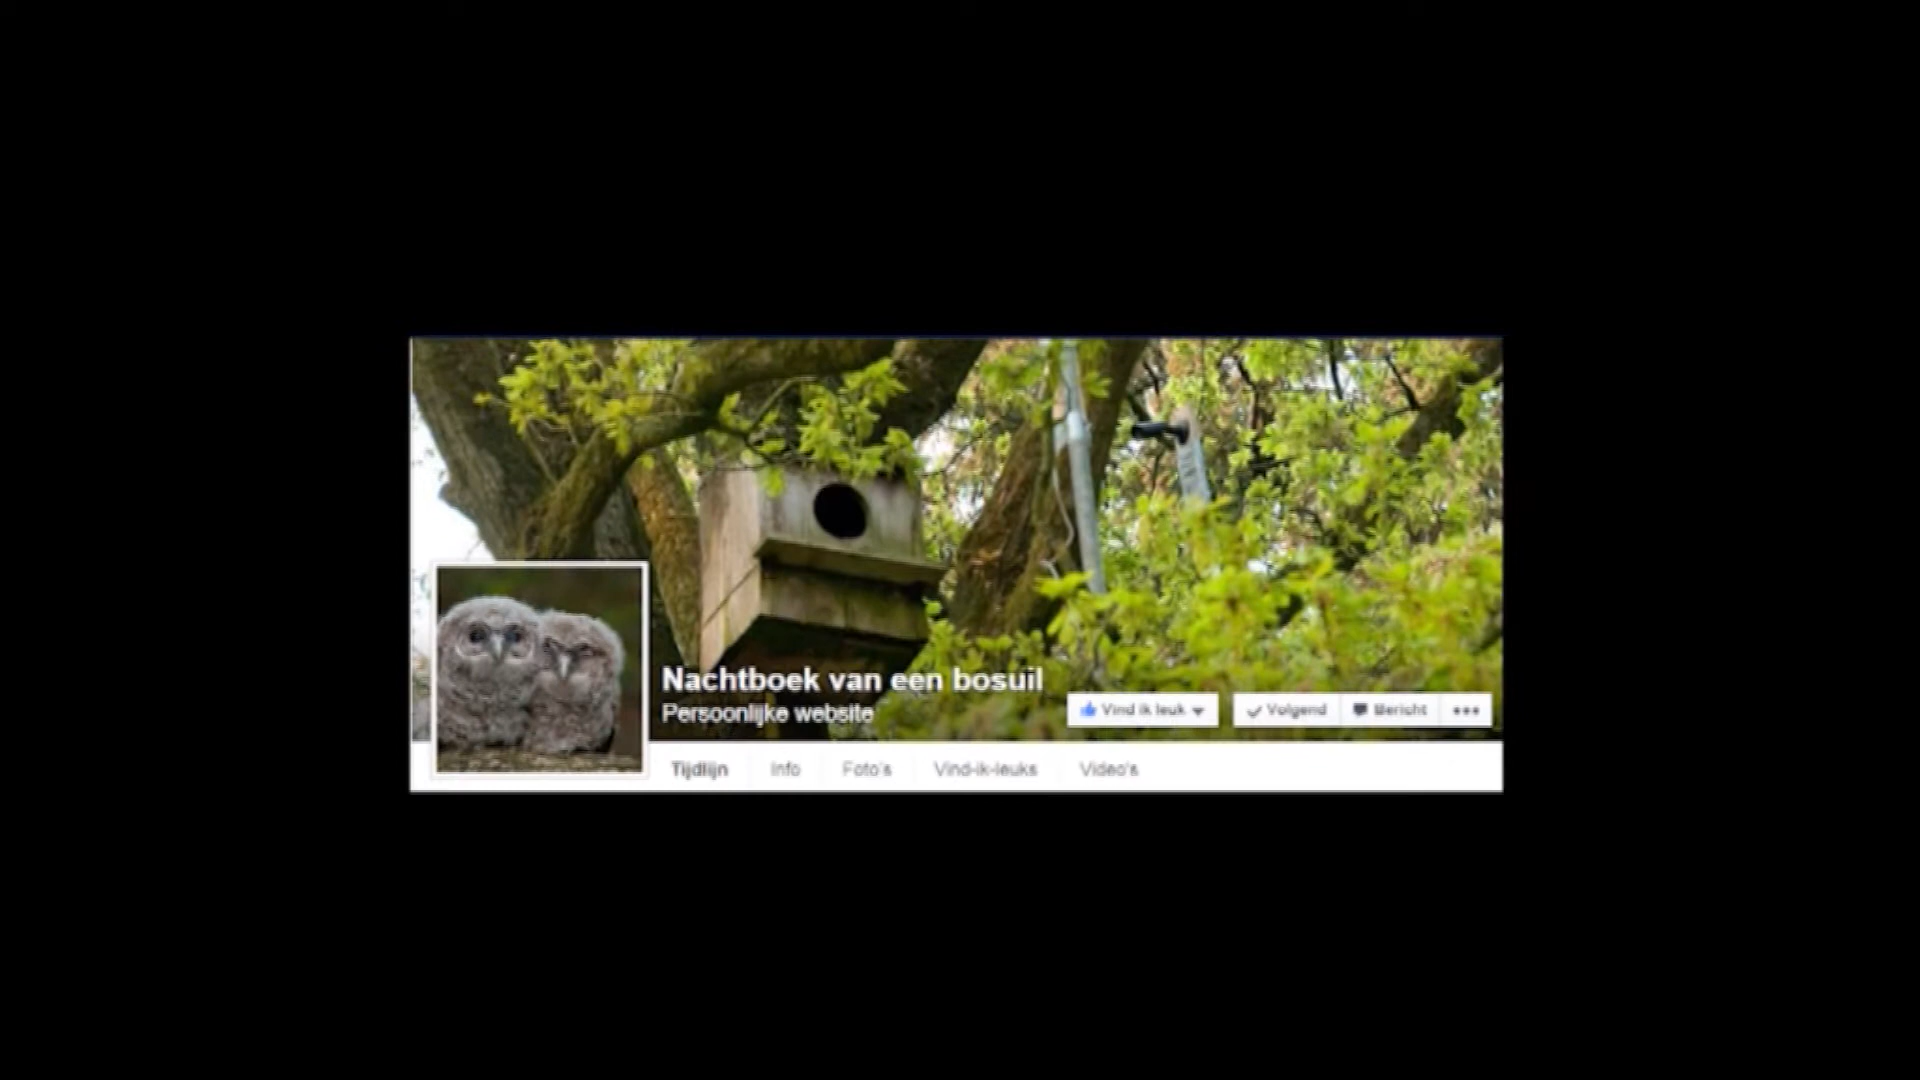 Nachtboek van een bosuil
Persoonlijke website
Vind ik leuk
Volgend
Bericht
Tijdlijn Info Foto's Vind-ik-leuks Video's